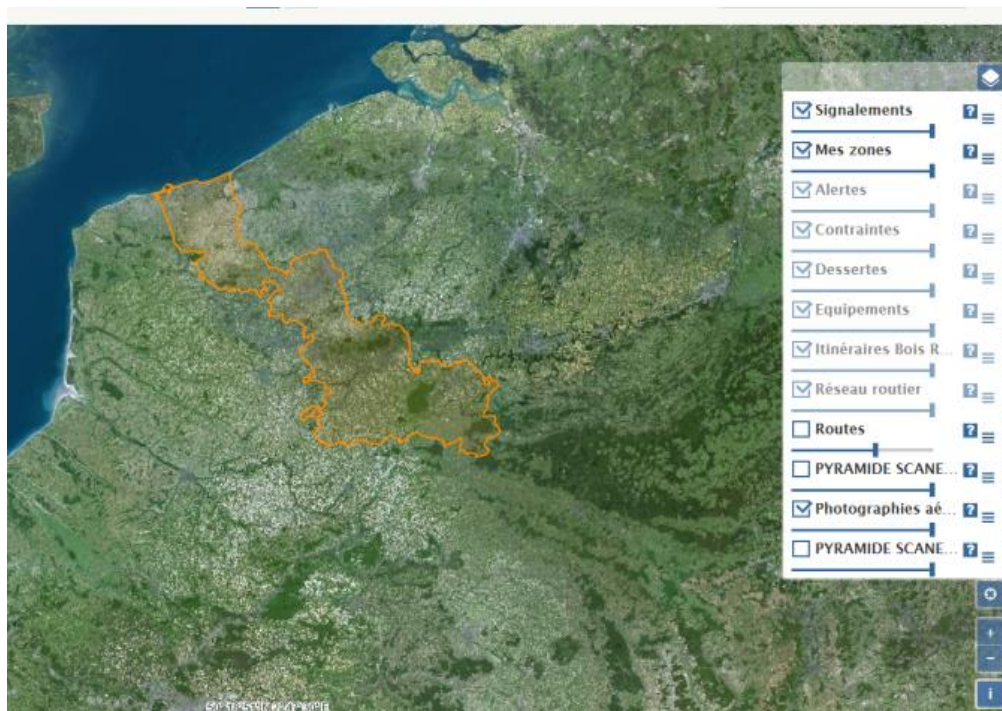 Signalements ?
Mes zones ?
Alertes ?
Contraintes ?
Dessertes ?
Equipements ?
Itinéraires Bois R... ?
Réseau routier ?
Routes ?
PYRAMIDE SCANE... ?
Photographies aé... ?
PYRAMIDE SCANE... ?
+
−
i